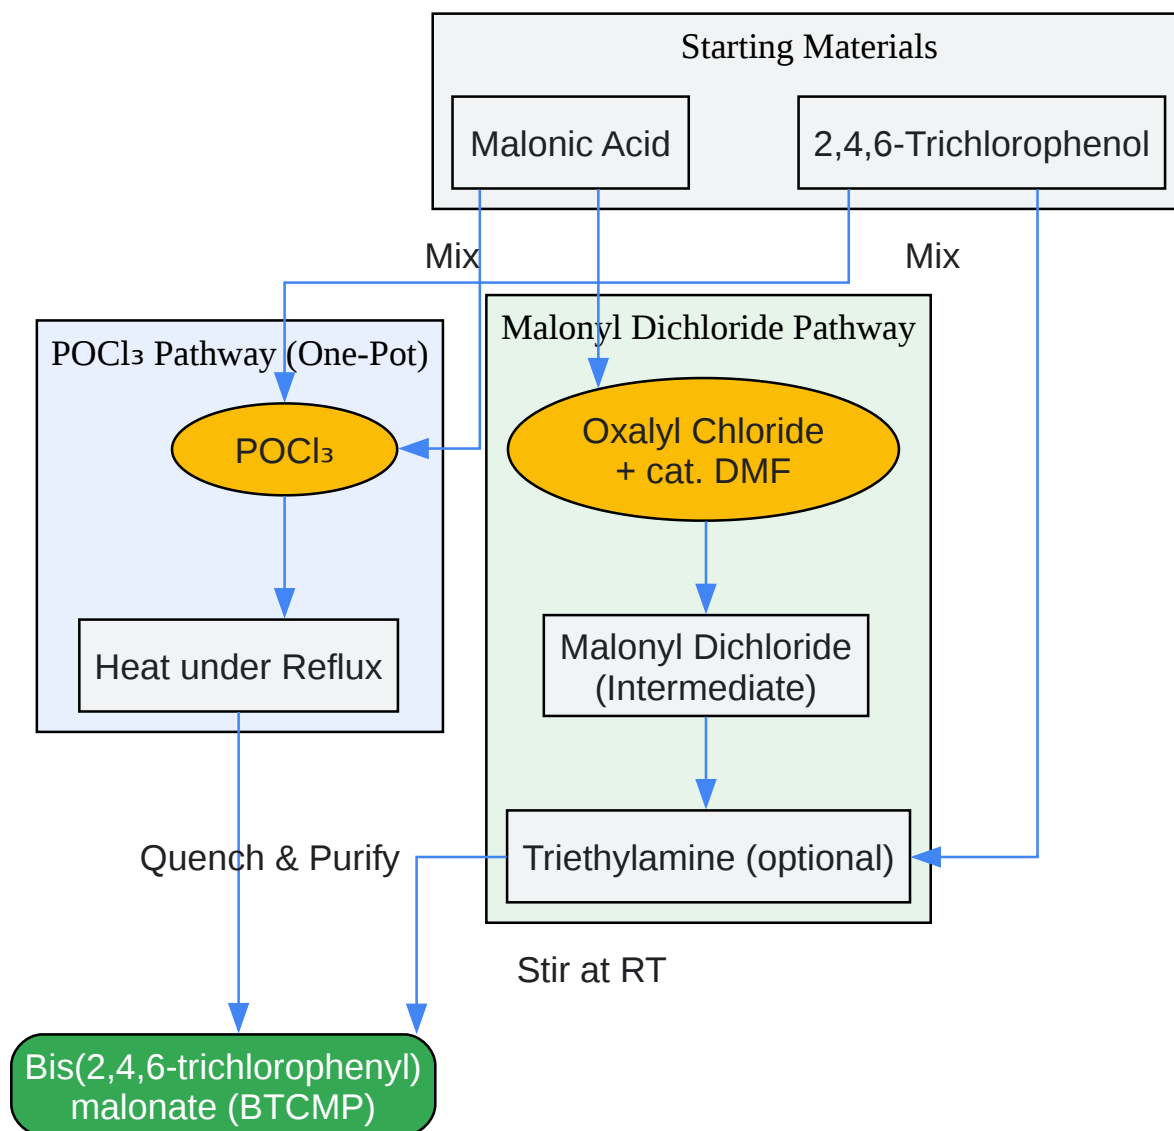 Starting Materials
Malonic Acid
2,4,6-Trichlorophenol
Mix
Mix
POCl₃ Pathway (One-Pot)
Malonyl Dichloride Pathway
POCl₃
Oxalyl Chloride
+ cat. DMF
Heat under Reflux
Malonyl Dichloride
(Intermediate)
Quench & Purify
Triethylamine (optional)
Stir at RT
Bis(2,4,6-trichlorophenyl)
malonate (BTCMP)